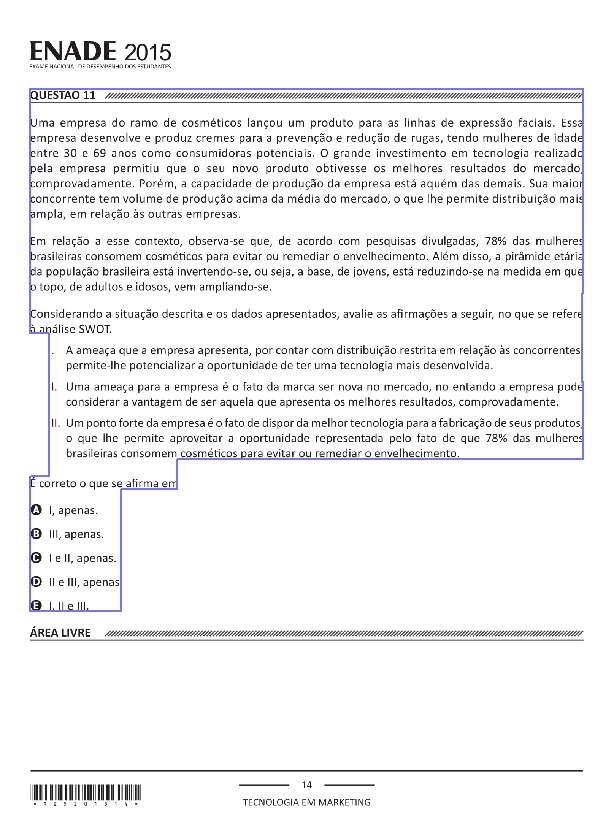 ENADE 2015
EXAME NACIONAL DE DESEMPENHO DOS ESTUDANTES
QUESTÃO 11
Uma empresa do ramo de cosméticos lançou um produto para as linhas de expressão faciais. Essa
empresa desenvolve e produz cremes para a prevenção e redução de rugas, tendo mulheres de idade
entre 30 e 69 anos como consumidoras potenciais. O grande investimento em tecnologia realizado
pela empresa permitiu que o seu novo produto obtivesse os melhores resultados do mercado,
comprovadamente. Porém, a capacidade de produção da empresa está aquém das demais. Sua maior
concorrente tem volume de produção acima da média do mercado, o que lhe permite distribuição mais
ampla, em relação às outras empresas.
Em relação a esse contexto, observa-se que, de acordo com pesquisas divulgadas, 78% das mulheres
brasileiras consomem cosméticos para evitar ou remediar o envelhecimento. Além disso, a pirâmide etária
da população brasileira está invertendo-se, ou seja, a base, de jovens, está reduzindo-se na medida em que
o topo, de adultos e idosos, vem ampliando-se.
Considerando a situação descrita e os dados apresentados, avalie as afirmações a seguir, no que se refere
à análise SWOT.
. A ameaça que a empresa apresenta, por contar com distribuição restrita em relação às concorrentes
permite-lhe potencializar a oportunidade de ter uma tecnologia mais desenvolvida.
I. Uma ameaça para a empresa é o fato da marca ser nova no mercado, no entando a empresa pode
considerar a vantagem de ser aquela que apresenta os melhores resultados, comprovadamente.
II. Um ponto forte da empresa é o fato de dispor da melhor tecnologia para a fabricação de seus produtos,
o que lhe permite aproveitar a oportunidade representada pelo fato de que 78% das mulheres
brasileiras consomem cosméticos para evitar ou remediar o envelhecimento.
É correto o que se afirma em
A I, apenas.
B III, apenas.
C I e II, apenas.
D II e III, apenas
E I, II e III.
ÁREA LIVRE
14
TECNOLOGIA EM MARKETING